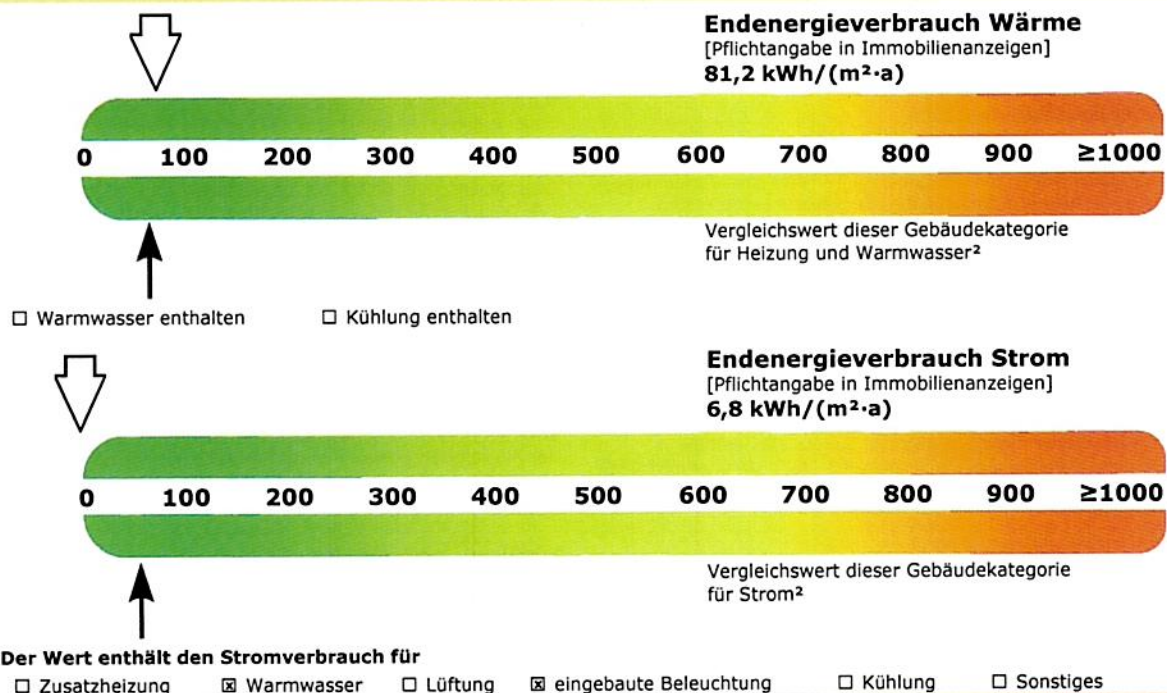 Endenergieverbrauch Wärme
[Pflichtangabe in Immobilienanzeigen]
81,2 kWh/(m²·a)
0 100 200 300 400 500 600 700 800 900 ≥1000
Vergleichswert dieser Gebäudekategorie
für Heizung und Warmwasser²
☐ Warmwasser enthalten ☐ Kühlung enthalten
Endenergieverbrauch Strom
[Pflichtangabe in Immobilienanzeigen]
6,8 kWh/(m²·a)
0 100 200 300 400 500 600 700 800 900 ≥1000
Vergleichswert dieser Gebäudekategorie
für Strom²
Der Wert enthält den Stromverbrauch für
☐ Zusatzheizung ☒ Warmwasser ☐ Lüftung ☒ eingebaute Beleuchtung ☐ Kühlung ☐ Sonstiges